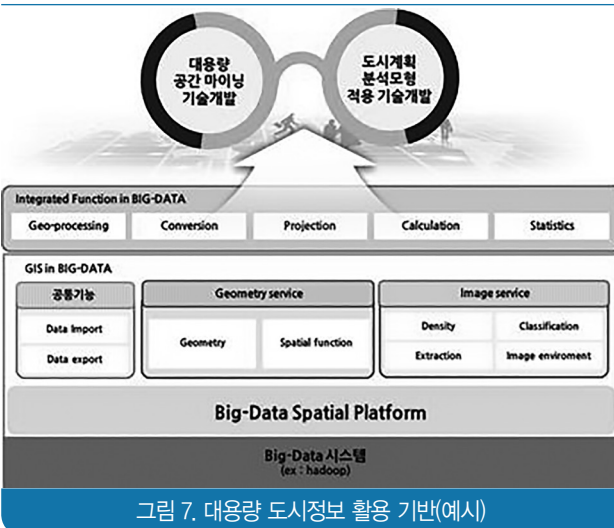 대용량
공간 마이닝
기술개발
도시계획
분석모형
적용 기술개발
Integrated Function in BIG-DATA
Geo-processing
Conversion
Projection
Calculation
Statistics
GIS in BIG-DATA
공통기능
Data Import
Data export
Geometry service
Geometry
Spatial function
Image service
Density
Classification
Extraction
Image enviroment
Big-Data Spatial Platform
Big-Data 시스템
(ex : hadoop)
그림 7. 대용량 도시정보 활용 기반(예시)